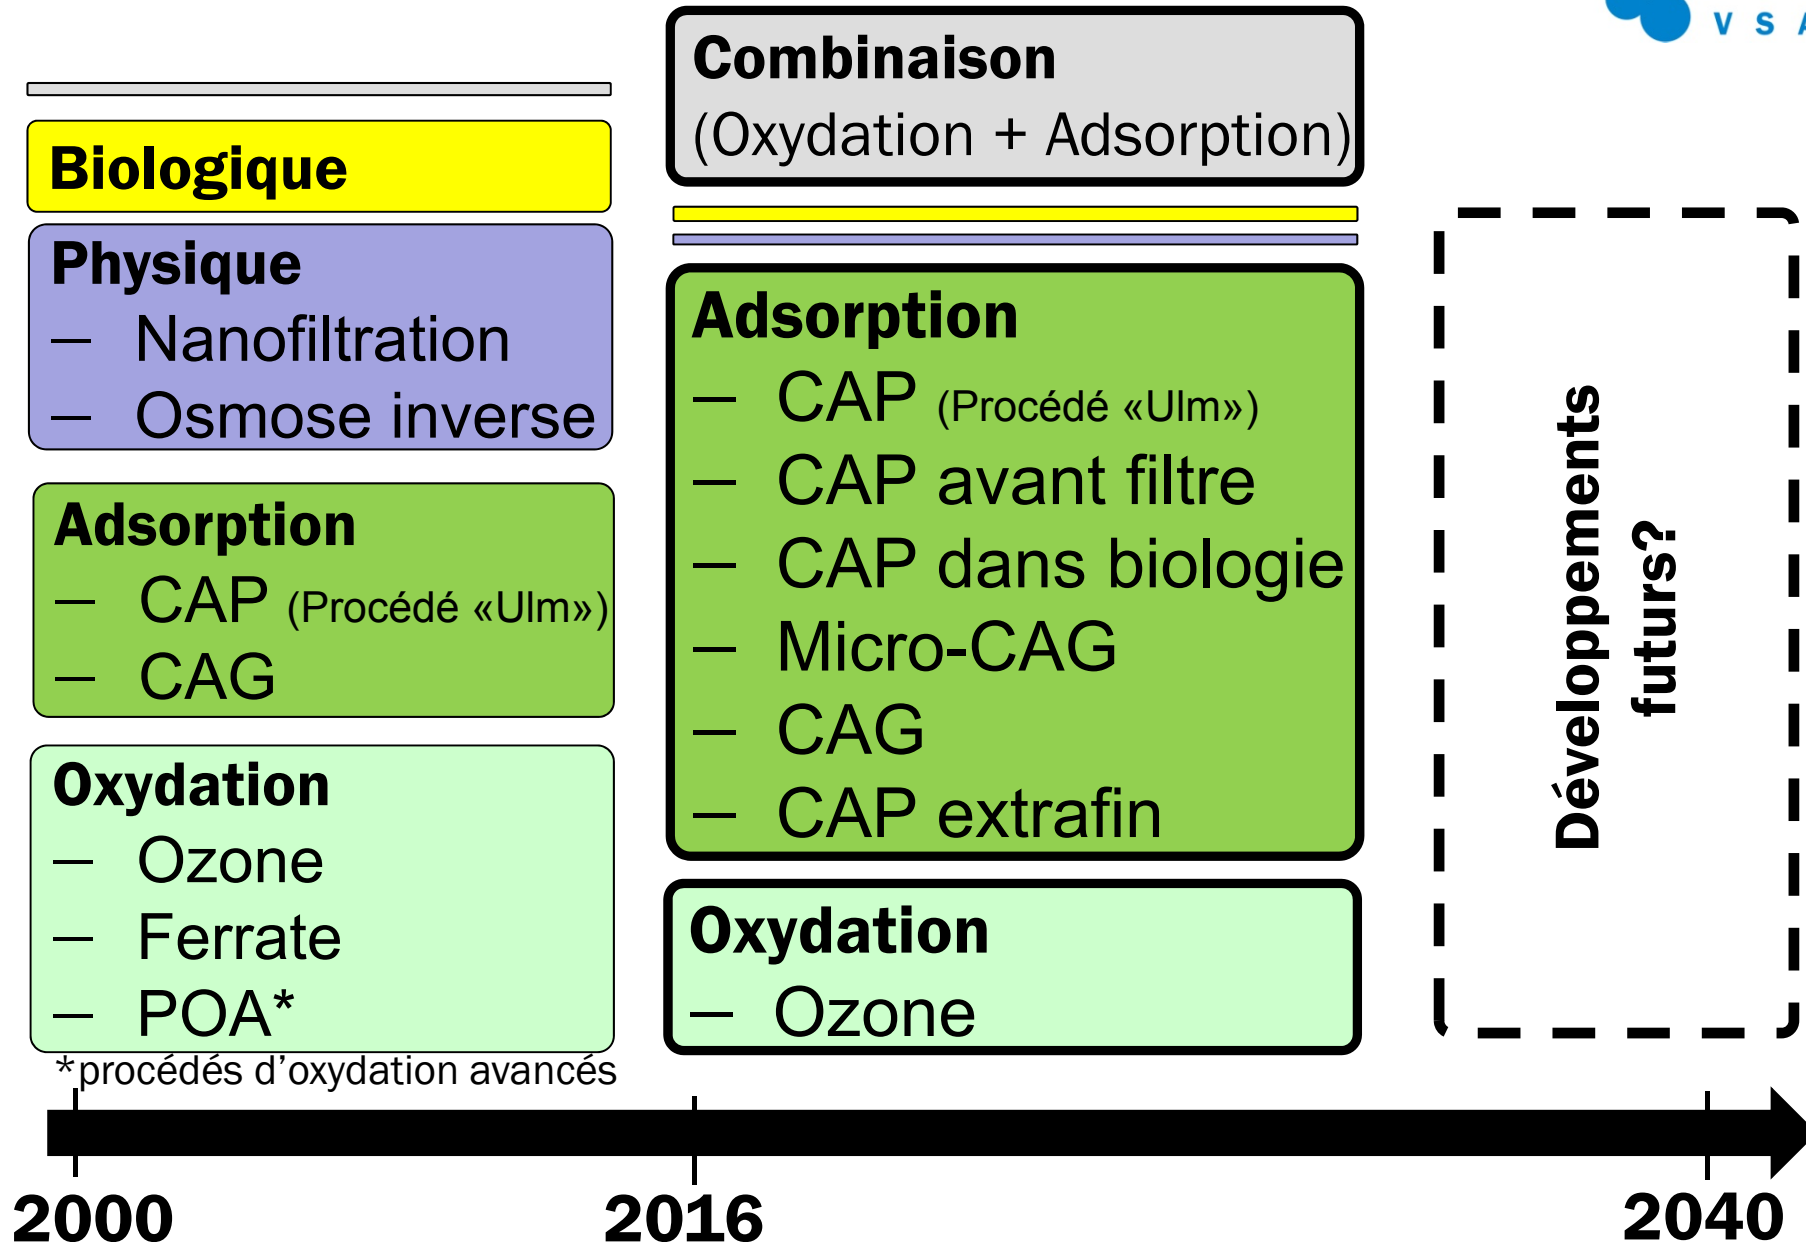 VSA
Combinaison
(Oxydation + Adsorption)
Biologique
Physique
– Nanofiltration
– Osmose inverse
Adsorption
– CAP (Procédé «Ulm»)
– CAG
Oxydation
– Ozone
– Ferrate
– POA*
*procédés d'oxydation avancés
Adsorption
– CAP (Procédé «Ulm»)
– CAP avant filtre
– CAP dans biologie
– Micro-CAG
– CAG
– CAP extrafin
Oxydation
– Ozone
Développements
futurs?
2000
2016
2040